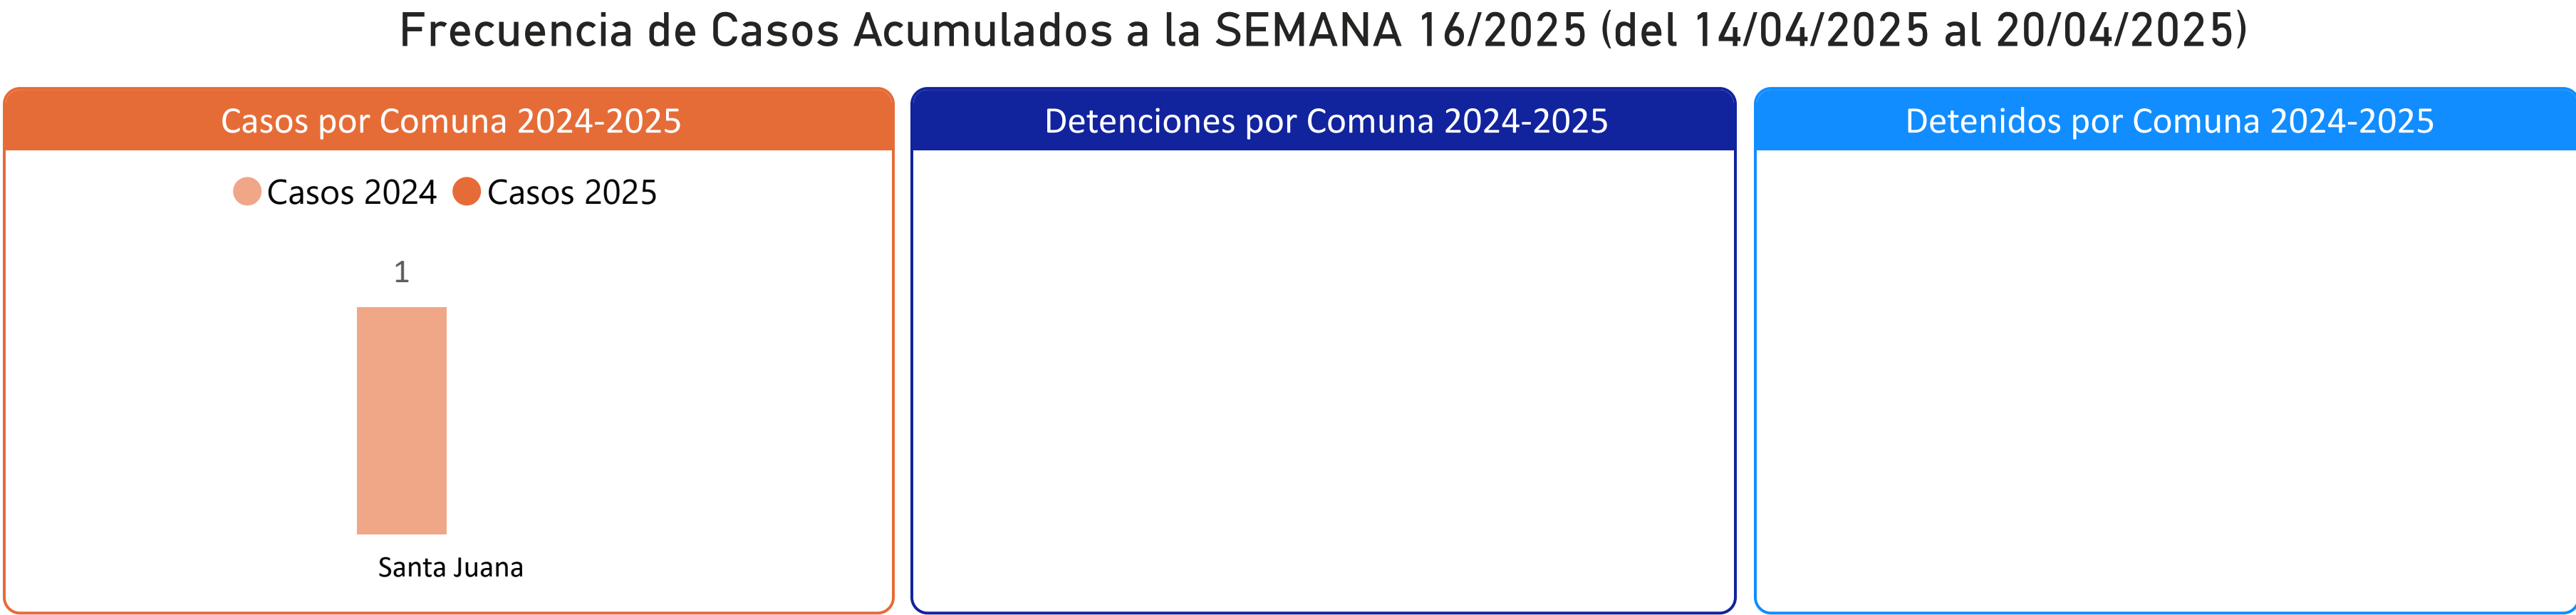 Frecuencia de Casos Acumulados a la SEMANA 16/2025 (del 14/04/2025 al 20/04/2025)
Casos por Comuna 2024-2025
Casos 2024 Casos 2025
1
Santa Juana
Detenciones por Comuna 2024-2025
Detenidos por Comuna 2024-2025